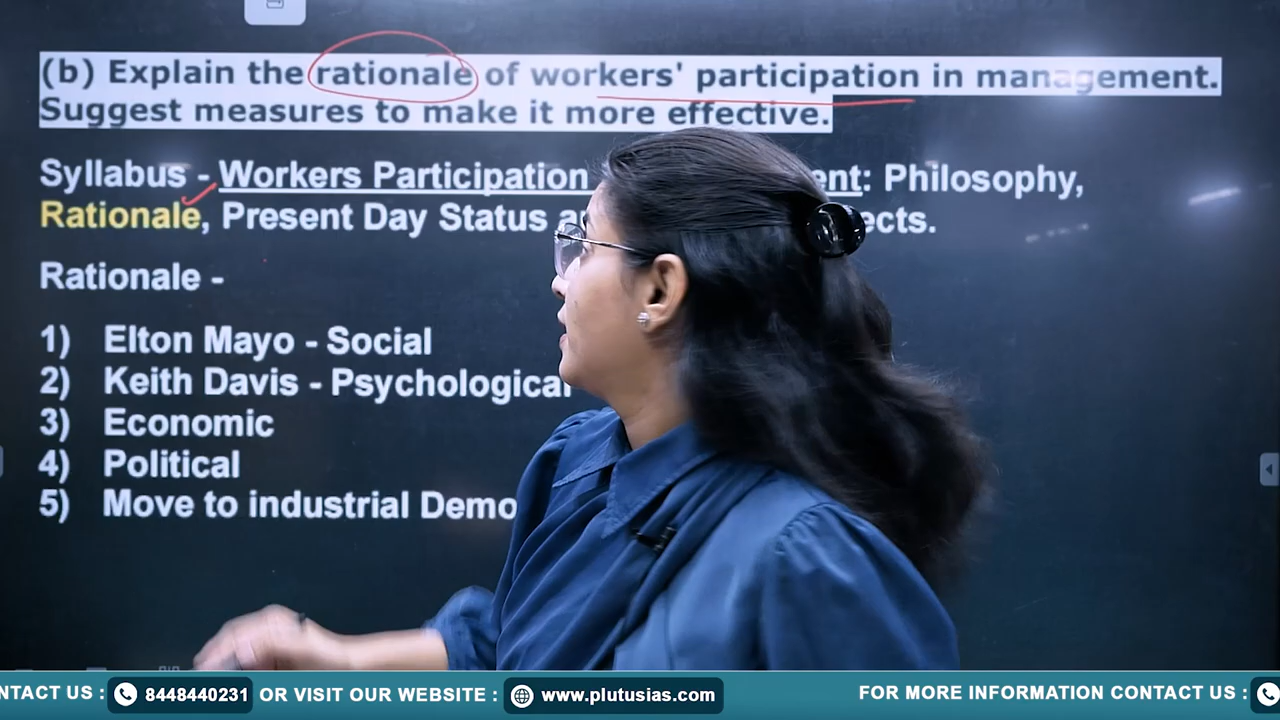 (b) Explain the rationale of workers' participation in management.
Suggest measures to make it more effective.
Syllabus - Workers Participation ent: Philosophy,
Rationale, Present Day Status a ects.
Rationale -
1) Elton Mayo - Social
2) Keith Davis - Psychological
3) Economic
4) Political
5) Move to industrial Demo
NTACT US : 8448440231 OR VISIT OUR WEBSITE : www.plutusias.com FOR MORE INFORMATION CONTACT US :